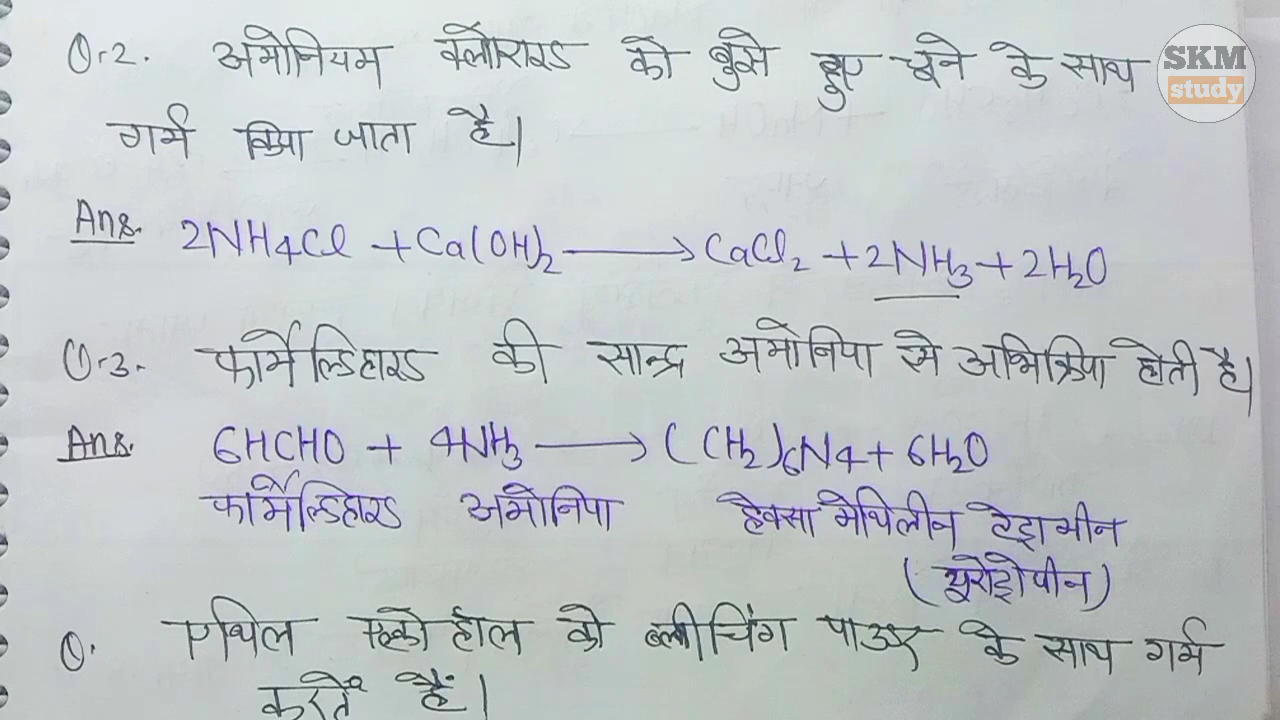 Q.2. अमोनियम क्लोराइड को बुझे हुए चूने के साथ
SKM
study
गर्म किया जाता है।
Ans. 2NH4Cl + Ca(OH)2 → CaCl2 + 2NH3 + 2H2O
Q.3. फार्मेल्डिहाइड की सान्द्र अमोनिया से अभिक्रिया होती है।
Ans. 6HCHO + 4NH3 → (CH2)6N4 + 6H2O
फार्मेल्डिहाइड अमोनिया हेक्सा मेथिलीन टेट्रामीन
(यूरोट्रोपीन)
Q. एथिल एल्कोहॉल को ब्लीचिंग पाउडर के साथ गर्म
करते हैं।